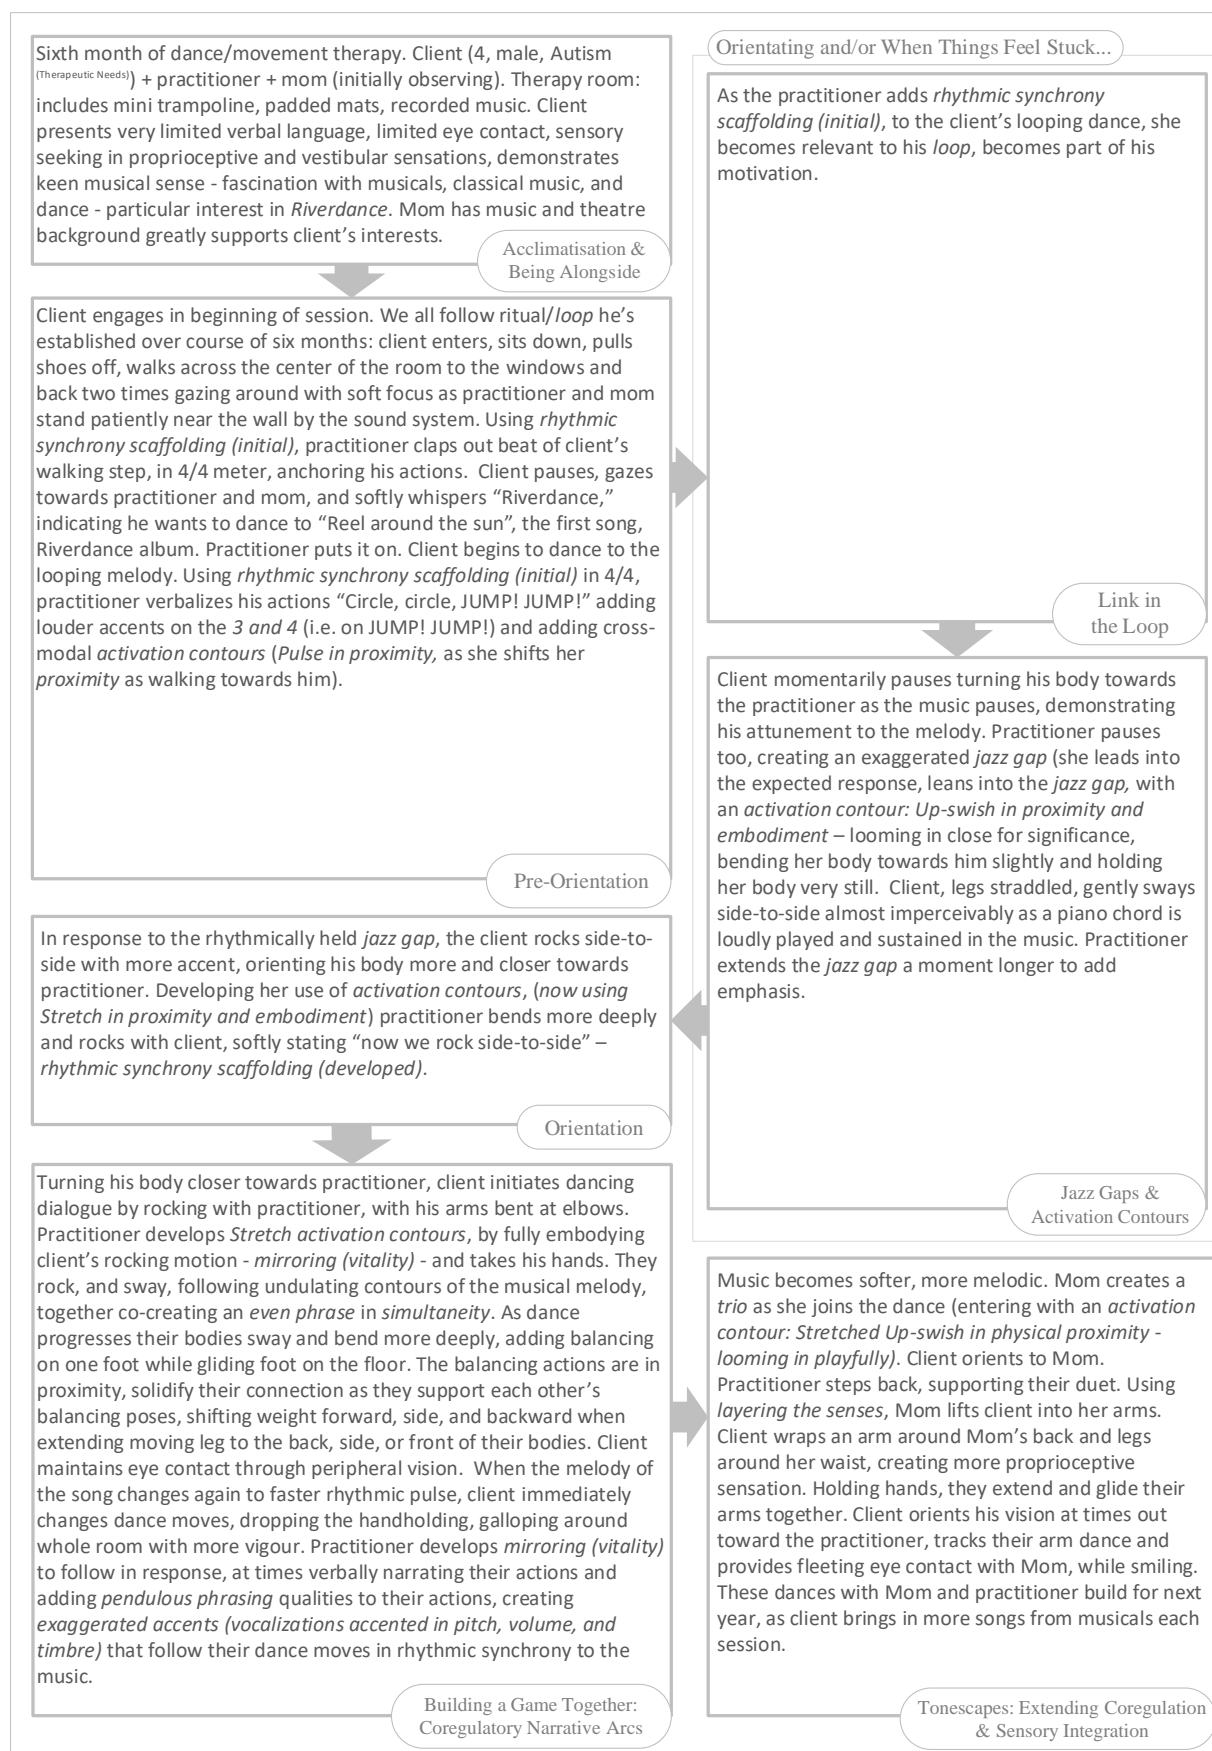 Sixth month of dance/movement therapy. Client (4, male, Autism
(Therapeutic Needs)) + practitioner + mom (initially observing). Therapy room:
includes mini trampoline, padded mats, recorded music. Client
presents very limited verbal language, limited eye contact, sensory
seeking in proprioceptive and vestibular sensations, demonstrates
keen musical sense - fascination with musicals, classical music, and
dance - particular interest in Riverdance. Mom has music and theatre
background greatly supports client's interests.
Acclimatisation &
Being Alongside
Client engages in beginning of session. We all follow ritual/loop he's
established over course of six months: client enters, sits down, pulls
shoes off, walks across the center of the room to the windows and
back two times gazing around with soft focus as practitioner and mom
stand patiently near the wall by the sound system. Using rhythmic
synchrony scaffolding (initial), practitioner claps out beat of client's
walking step, in 4/4 meter, anchoring his actions.  Client pauses, gazes
towards practitioner and mom, and softly whispers "Riverdance,"
indicating he wants to dance to "Reel around the sun", the first song,
Riverdance album. Practitioner puts it on. Client begins to dance to the
looping melody. Using rhythmic synchrony scaffolding (initial) in 4/4,
practitioner verbalizes his actions "Circle, circle, JUMP! JUMP!" adding
louder accents on the 3 and 4 (i.e. on JUMP! JUMP!) and adding cross-
modal activation contours (Pulse in proximity, as she shifts her
proximity as walking towards him).
Pre-Orientation
Orientating and/or When Things Feel Stuck...
As the practitioner adds rhythmic synchrony
scaffolding (initial), to the client's looping dance, she
becomes relevant to his loop, becomes part of his
motivation.
Link in
the Loop
Client momentarily pauses turning his body towards
the practitioner as the music pauses, demonstrating
his attunement to the melody. Practitioner pauses
too, creating an exaggerated jazz gap (she leads into
the expected response, leans into the jazz gap, with
an activation contour: Up-swish in proximity and
embodiment – looming in close for significance,
bending her body towards him slightly and holding
her body very still.  Client, legs straddled, gently sways
side-to-side almost imperceivably as a piano chord is
loudly played and sustained in the music. Practitioner
extends the jazz gap a moment longer to add
emphasis.
Jazz Gaps &
Activation Contours
In response to the rhythmically held jazz gap, the client rocks side-to-
side with more accent, orienting his body more and closer towards
practitioner. Developing her use of activation contours, (now using
Stretch in proximity and embodiment) practitioner bends more deeply
and rocks with client, softly stating "now we rock side-to-side" –
rhythmic synchrony scaffolding (developed).
Orientation
Turning his body closer towards practitioner, client initiates dancing
dialogue by rocking with practitioner, with his arms bent at elbows.
Practitioner develops Stretch activation contours, by fully embodying
client's rocking motion - mirroring (vitality) - and takes his hands. They
rock, and sway, following undulating contours of the musical melody,
together co-creating an even phrase in simultaneity. As dance
progresses their bodies sway and bend more deeply, adding balancing
on one foot while gliding foot on the floor. The balancing actions are in
proximity, solidify their connection as they support each other's
balancing poses, shifting weight forward, side, and backward when
extending moving leg to the back, side, or front of their bodies. Client
maintains eye contact through peripheral vision.  When the melody of
the song changes again to faster rhythmic pulse, client immediately
changes dance moves, dropping the handholding, galloping around
whole room with more vigour. Practitioner develops mirroring (vitality)
to follow in response, at times verbally narrating their actions and
adding pendulous phrasing qualities to their actions, creating
exaggerated accents (vocalizations accented in pitch, volume, and
timbre) that follow their dance moves in rhythmic synchrony to the
music.
Building a Game Together:
Coregulatory Narrative Arcs
Music becomes softer, more melodic. Mom creates a
trio as she joins the dance (entering with an activation
contour: Stretched Up-swish in physical proximity -
looming in playfully). Client orients to Mom.
Practitioner steps back, supporting their duet. Using
layering the senses, Mom lifts client into her arms.
Client wraps an arm around Mom's back and legs
around her waist, creating more proprioceptive
sensation. Holding hands, they extend and glide their
arms together. Client orients his vision at times out
toward the practitioner, tracks their arm dance and
provides fleeting eye contact with Mom, while smiling.
These dances with Mom and practitioner build for next
year, as client brings in more songs from musicals each
session.
Tonescapes: Extending Coregulation
& Sensory Integration